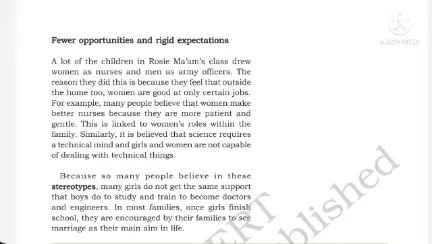 Fewer opportunities and rigid expectations
A lot of the children in Rosie Ma'am's class drew
women as nurses and men as army officers. The
reason they did this is because they feel that outside
the home too, women are good at only certain jobs.
For example, many people believe that women make
better nurses because they are more patient and
gentle. This is linked to women's roles within the
family. Similarly, it is believed that science requires
a technical mind and girls and women are not capable
of dealing with technical things.
Because so many people believe in these
stereotypes, many girls do not get the same support
that boys do to study and train to become doctors
and engineers. In most families, once girls finish
school, they are encouraged by their families to see
marriage as their main aim in life.
KINEMASTER